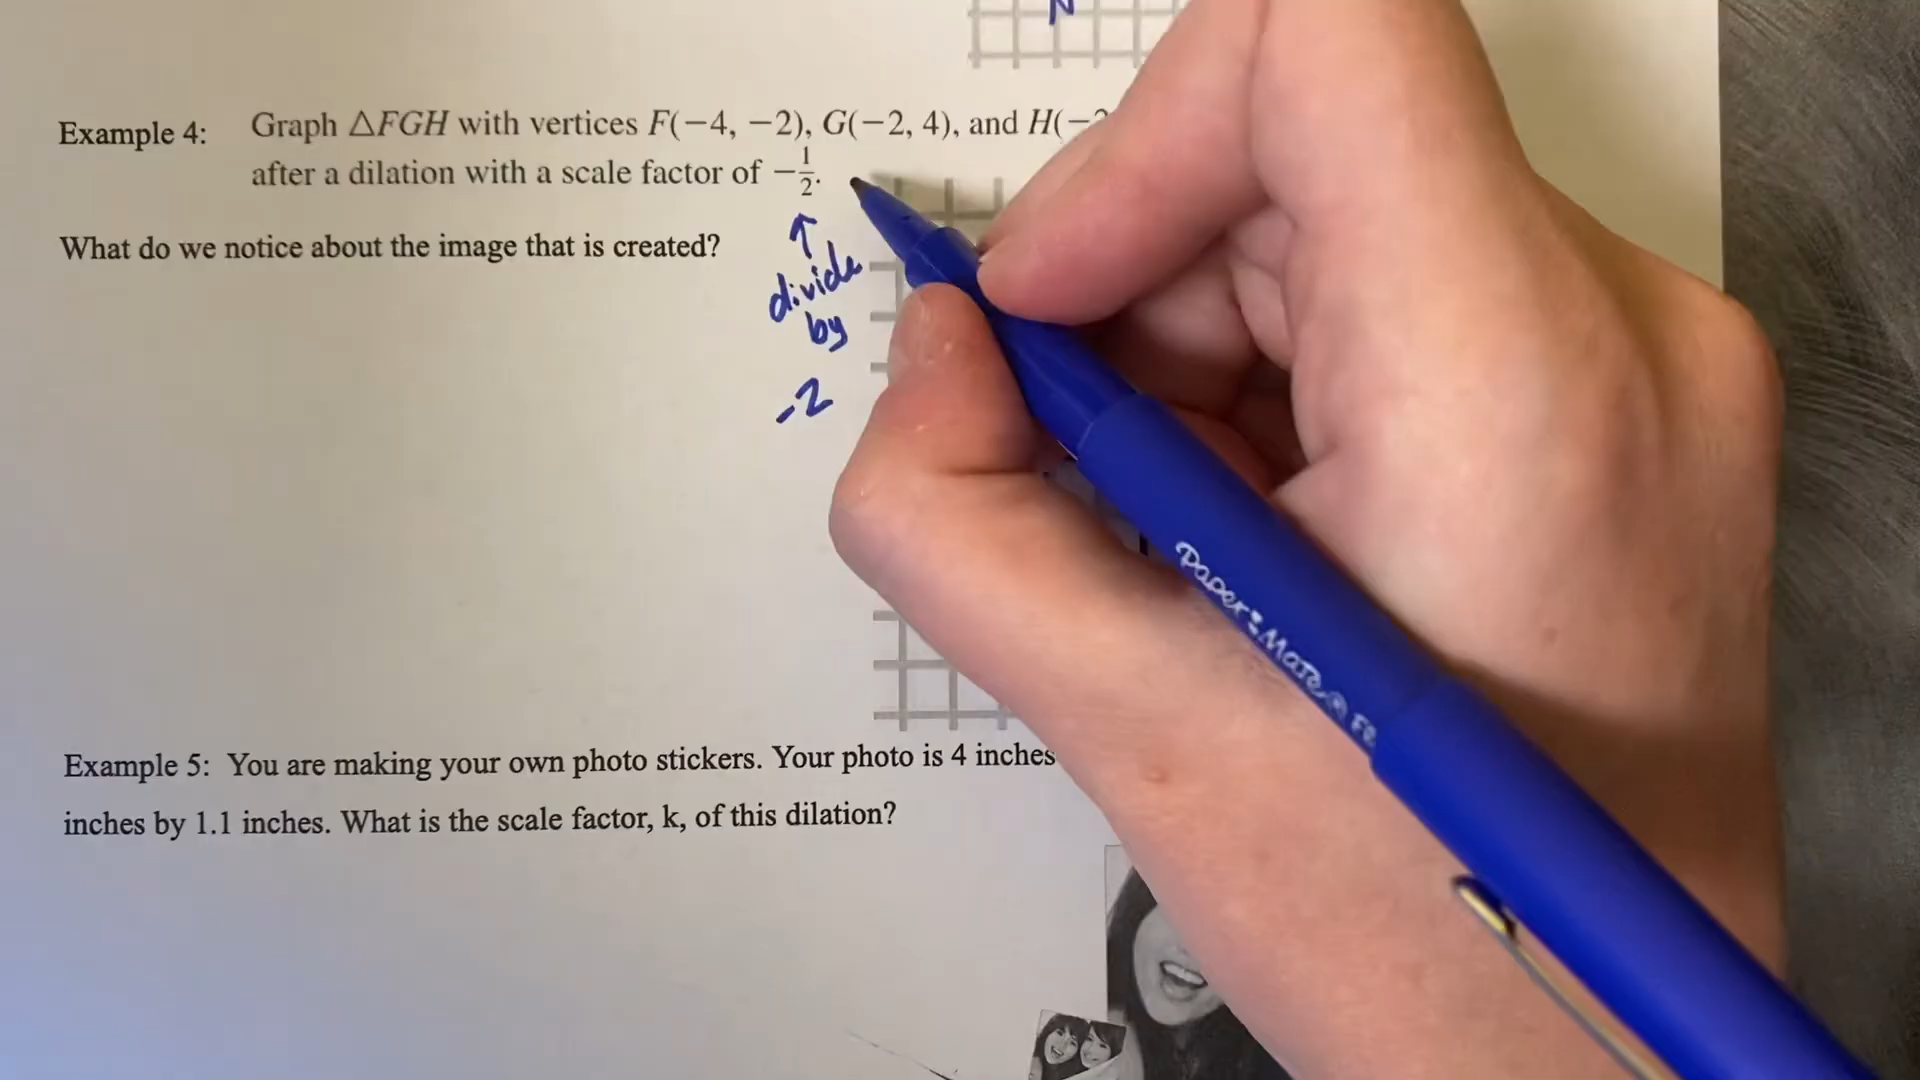 Example 4: Graph △FGH with vertices F(−4, −2), G(−2, 4), and H(−
after a dilation with a scale factor of −1/2.
What do we notice about the image that is created?
↑
divide
by
-2
Example 5: You are making your own photo stickers. Your photo is 4 inches
inches by 1.1 inches. What is the scale factor, k, of this dilation?
Paper Mate®